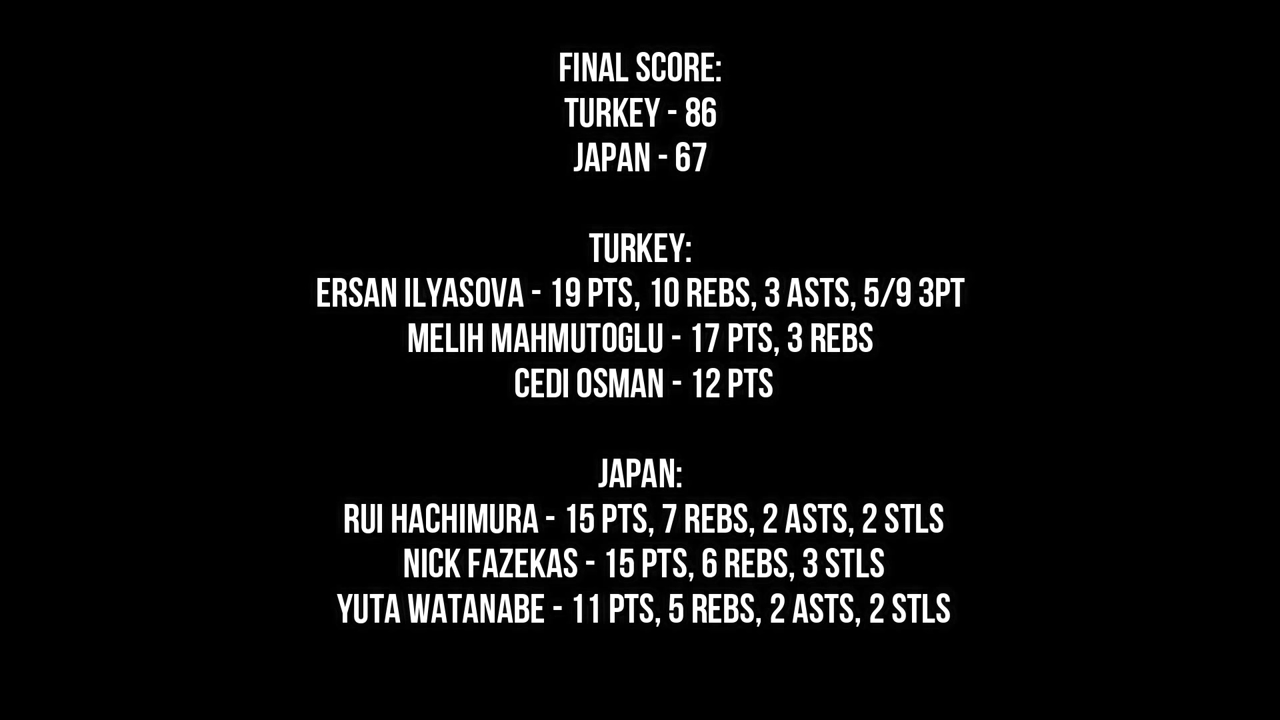 FINAL SCORE:
TURKEY - 86
JAPAN - 67
TURKEY:
ERSAN ILYASOVA - 19 PTS, 10 REBS, 3 ASTS, 5/9 3PT
MELIH MAHMUTOGLU - 17 PTS, 3 REBS
CEDI OSMAN - 12 PTS
JAPAN:
RUI HACHIMURA - 15 PTS, 7 REBS, 2 ASTS, 2 STLS
NICK FAZEKAS - 15 PTS, 6 REBS, 3 STLS
YUTA WATANABE - 11 PTS, 5 REBS, 2 ASTS, 2 STLS